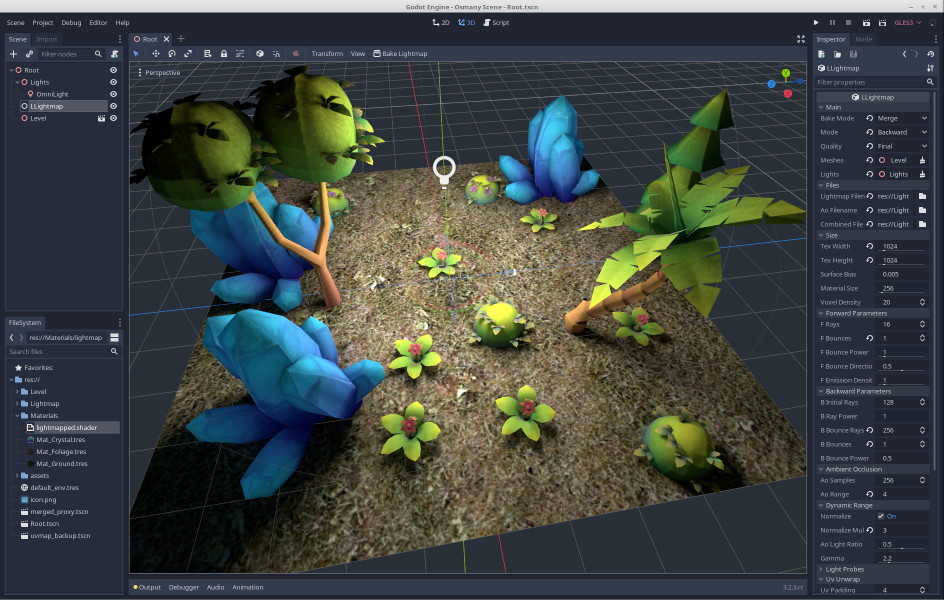 Godot Engine - Osmany Scene - Root.tscn
Scene Project Debug Editor Help
2D 3D Script
GLES3
Scene Import
Filter nodes
Root
Lights
OmniLight
LLightmap
Level
Root
Transform View Bake Lightmap
Perspective
FileSystem
res://Materials/lightmap
Search files
Favorites:
res://
Level
Lightmap
Materials
lightmapped.shader
Mat_Crystal.tres
Mat_Foliage.tres
Mat_Ground.tres
assets
default_env.tres
icon.png
merged_proxy.tscn
Root.tscn
uvmap_backup.tscn
Output Debugger Audio Animation
3.2.3.rc
Inspector Node
LLightmap
Filter properties
LLightmap
Main
Bake Mode Merge
Mode Backward
Quality Final
Meshes Level
Lights Lights
Files
Lightmap Filen res://Light
Ao Filename res://Light
Combined File res://Light
Size
Tex Width 1024
Tex Height 1024
Surface Bias 0.005
Material Size 256
Voxel Density 20
Forward Parameters
F Rays 16
F Bounces 1
F Bounce Power 1
F Bounce Directio 0.5
F Emission Densit 1
Backward Parameters
B Initial Rays 128
B Ray Power 1
B Bounce Rays 256
B Bounces 1
B Bounce Power 0.5
Ambient Occlusion
Ao Samples 256
Ao Range 4
Dynamic Range
Normalize On
Normalize Mul 3
Ao Light Ratio 0.5
Gamma 2.2
Light Probes
Uv Unwrap
Uv Padding 4